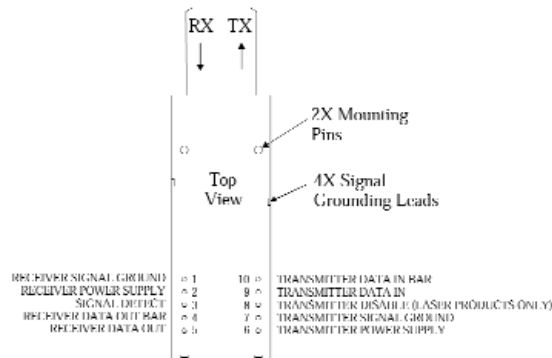 RX TX
2X Mounting
Pins
Top
View
4X Signal
Grounding Leads
RECEIVER SIGNAL GROUND 1 10 TRANSMITTER DATA IN BAR
RECEIVER POWER SUPPLY 2 9 TRANSMITTER DATA IN
SIGNAL DETECT 3 8 TRANSMITTER DISABLE (LASER PRODUCTS ONLY)
RECEIVER DATA OUT BAR 4 7 TRANSMITTER SIGNAL GROUND
RECEIVER DATA OUT 5 6 TRANSMITTER POWER SUPPLY